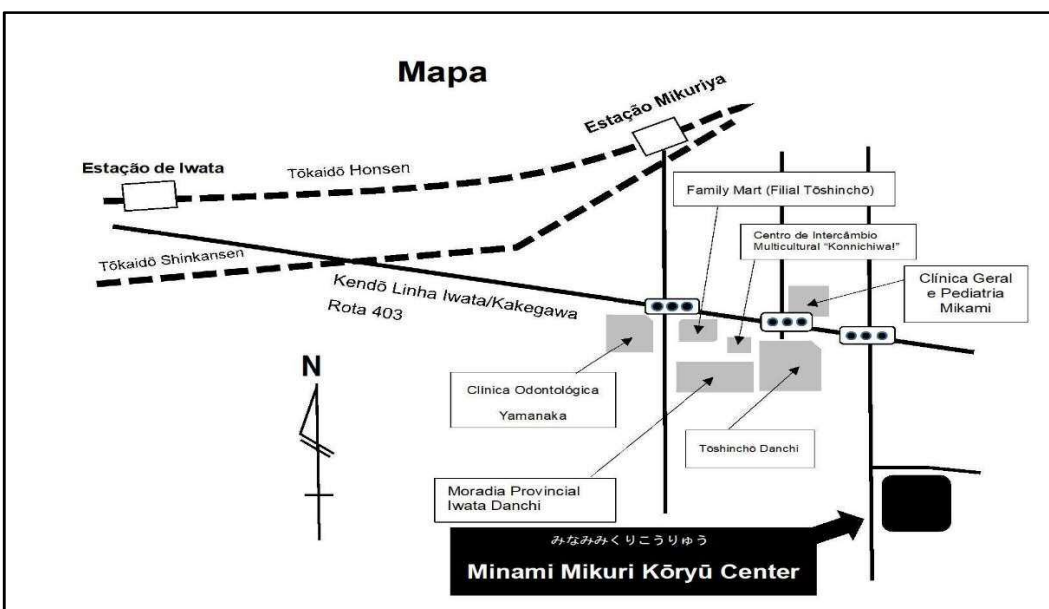 Mapa
Estação Mikuriya
Estação de Iwata
Tōkaidō Honsen
Family Mart (Filial Tōshinchō)
Centro de Intercâmbio
Multicultural “Konnichiwa!”
Tōkaidō Shinkansen
Clínica Geral
e Pediatria
Mikami
Kendō Linha Iwata/Kakegawa
Rota 403
N
Clínica Odontológica
Yamanaka
Tōshinchō Danchi
Moradia Provincial
Iwata Danchi
みなみみくりこうりゅう
Minami Mikuri Kōryū Center